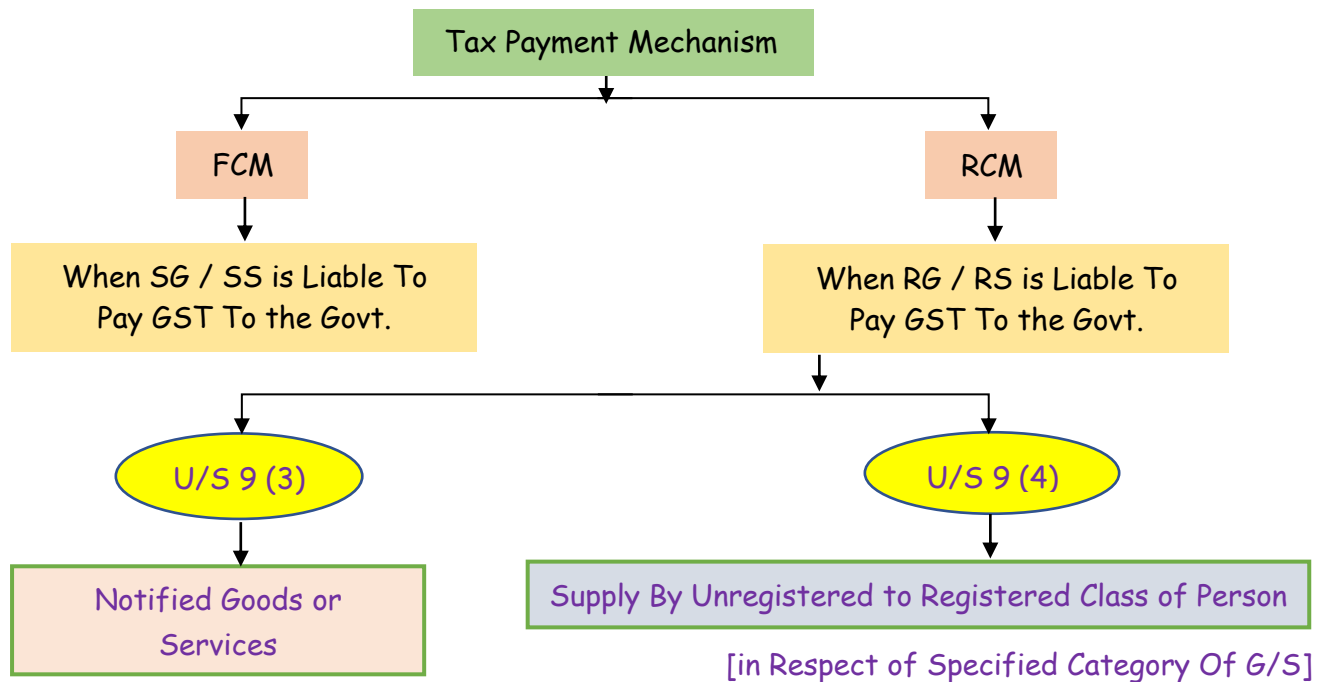 Tax Payment Mechanism
FCM
RCM
When SG / SS is Liable To
Pay GST To the Govt.
When RG / RS is Liable To
Pay GST To the Govt.
U/S 9 (3)
U/S 9 (4)
Notified Goods or
Services
Supply By Unregistered to Registered Class of Person
[in Respect of Specified Category Of G/S]